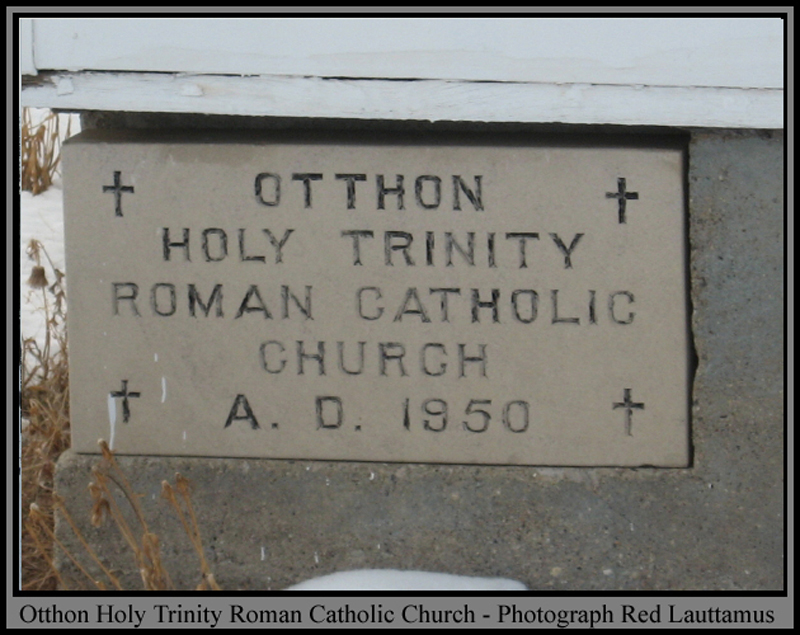 OTTHON
HOLY TRINITY
ROMAN CATHOLIC
CHURCH
A. D. 1950
Otthon Holy Trinity Roman Catholic Church - Photograph Red Lauttamus